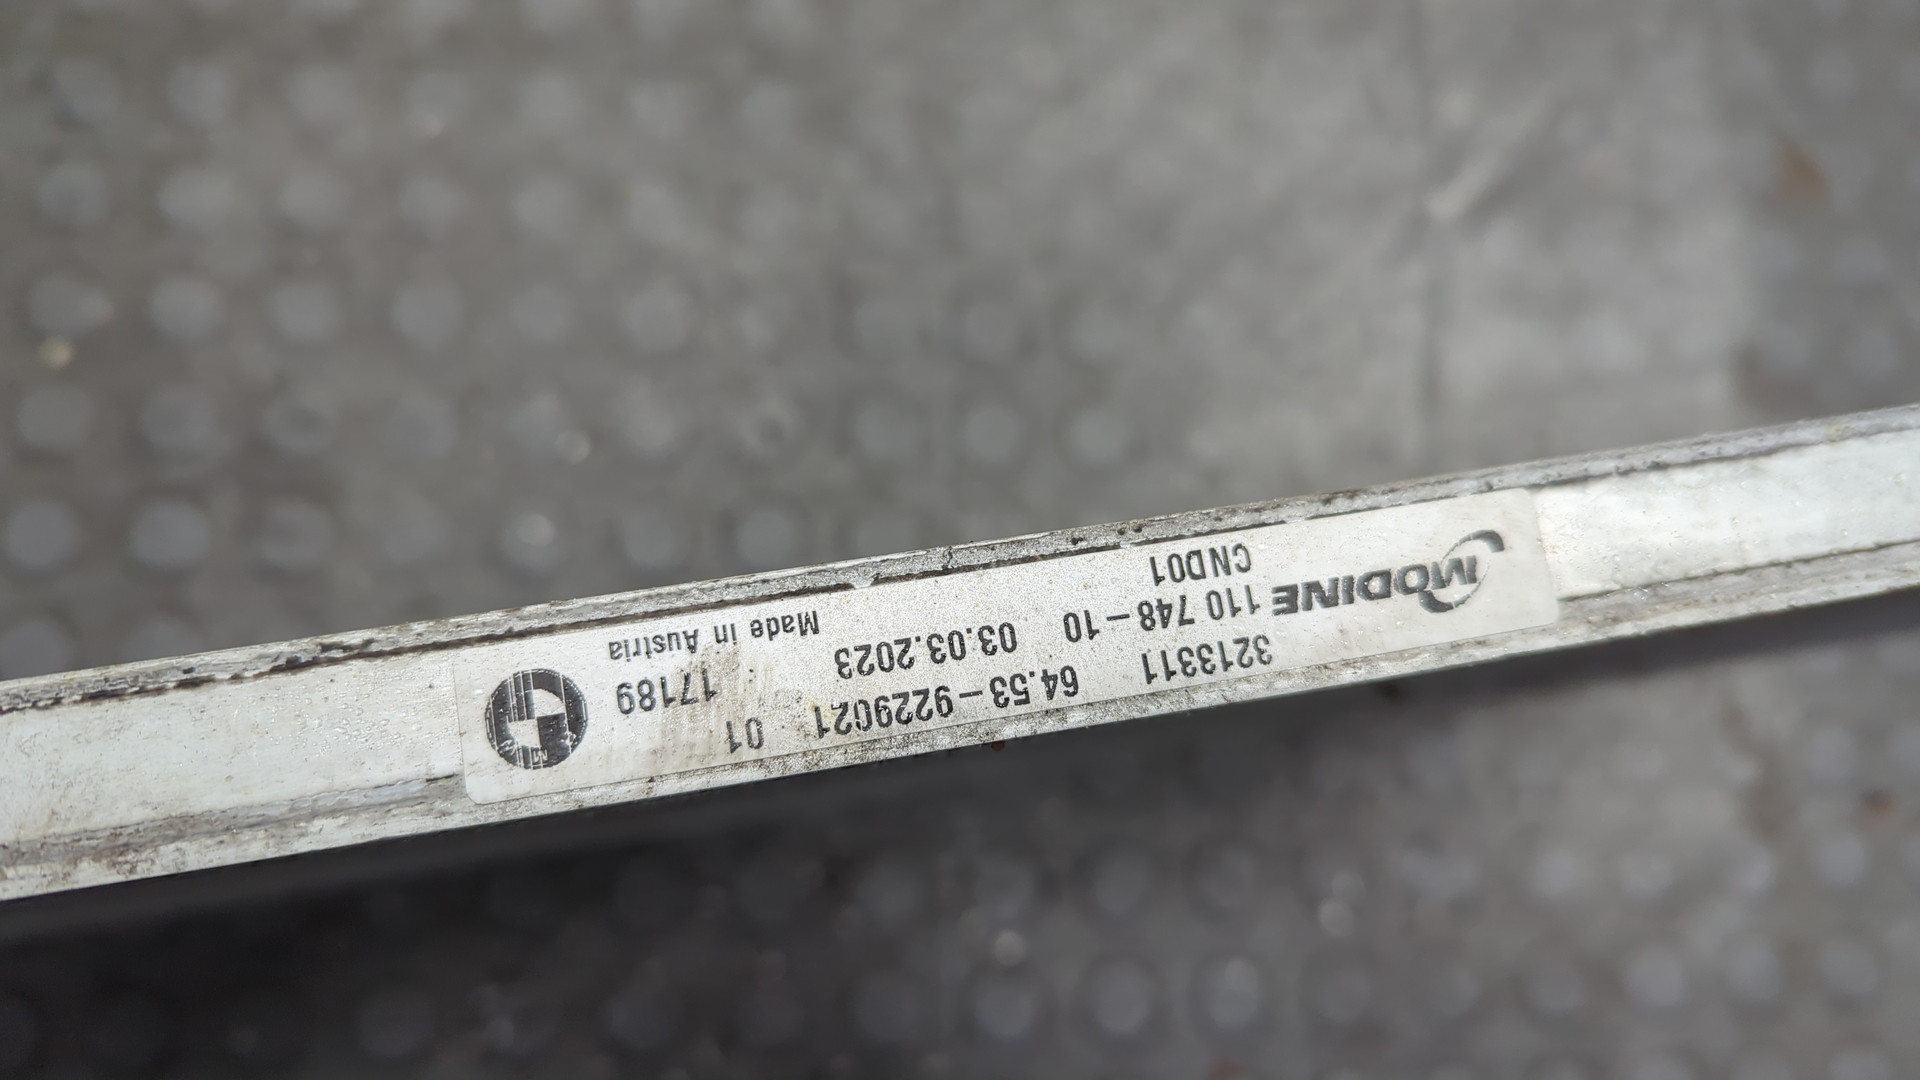 3213311 64.53-9229021 01
MODINE 110 748-10 03.03.2023 17189
CND01 Made in Austria